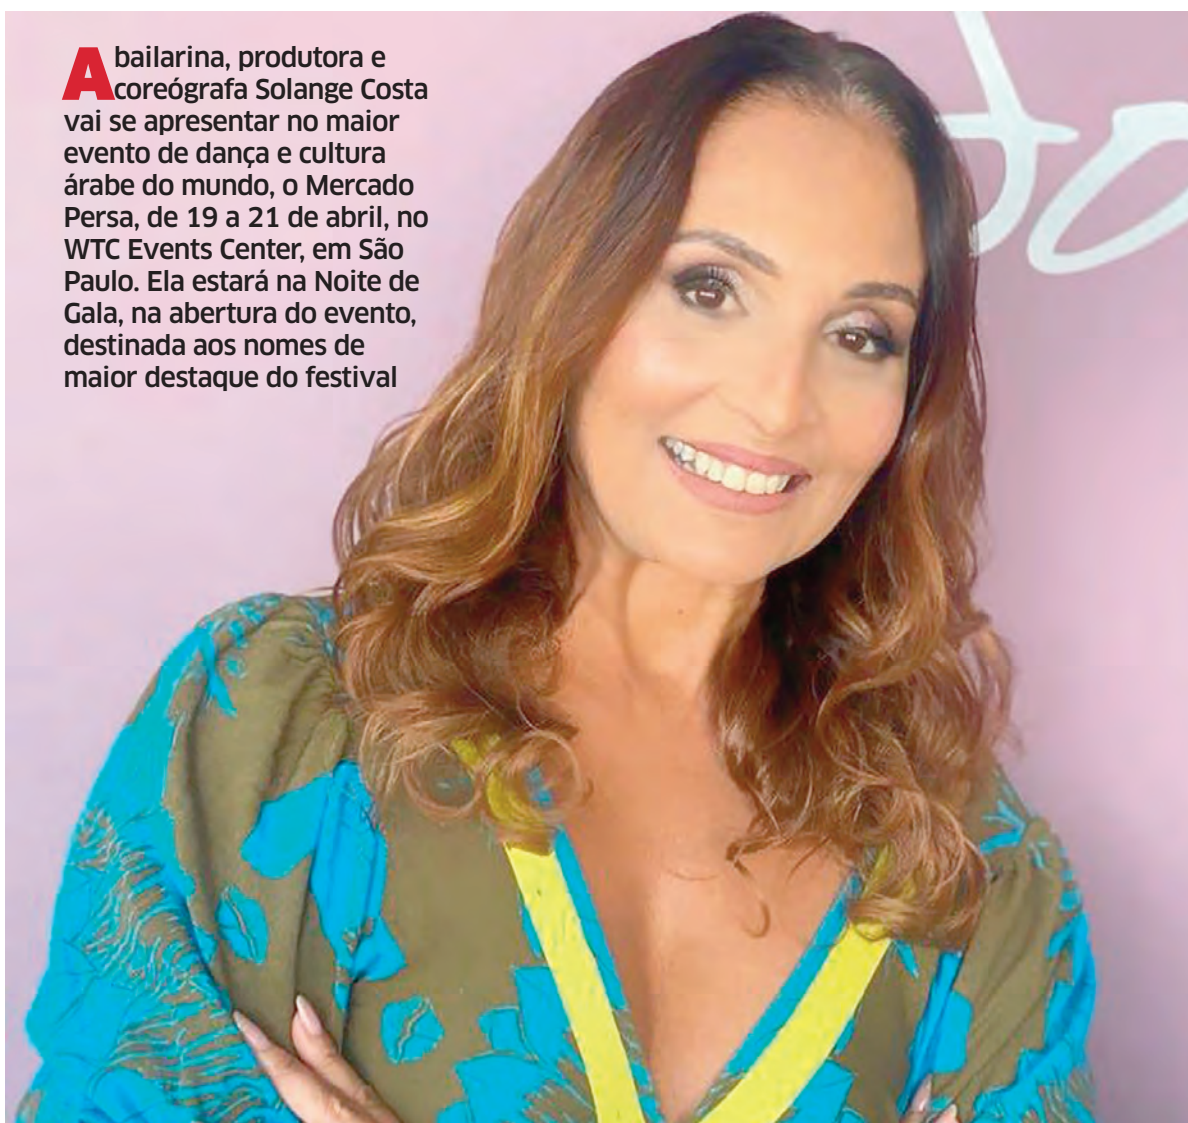 A bailarina, produtora e
coreógrafa Solange Costa
vai se apresentar no maior
evento de dança e cultura
árabe do mundo, o Mercado
Persa, de 19 a 21 de abril, no
WTC Events Center, em São
Paulo. Ela estará na Noite de
Gala, na abertura do evento,
destinada aos nomes de
maior destaque do festival